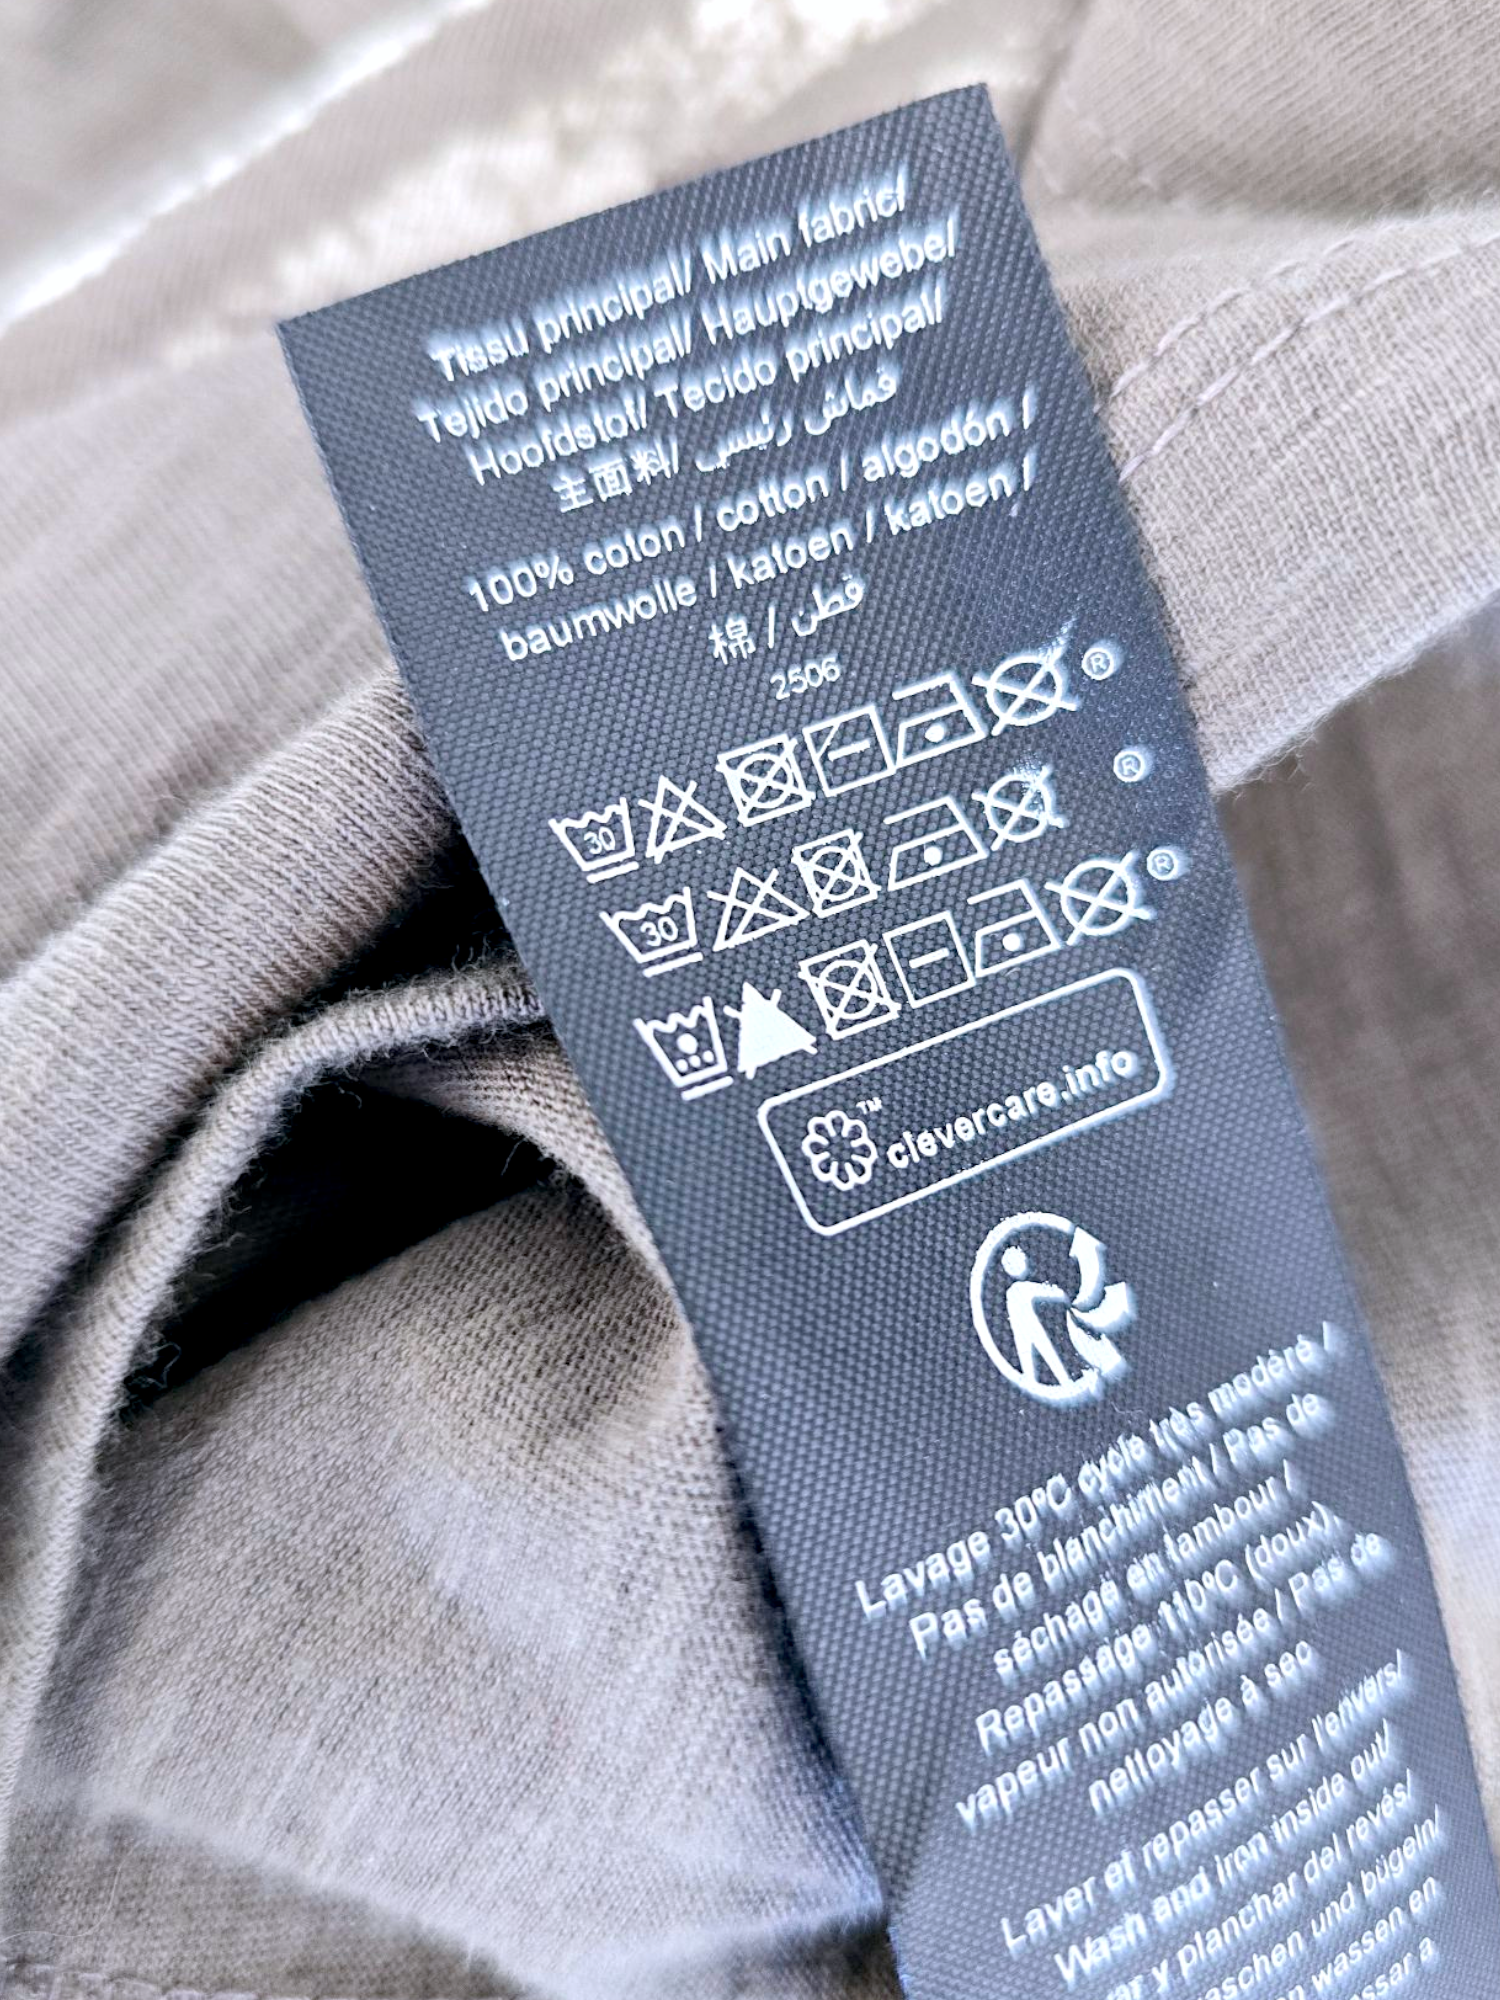 Tissu principal/ Main fabric/
Tejido principal/ Hauptgewebe/
Hoofdstof/ Tecido principal/
主面料/ قماش رئيسي
100% coton / cotton / algodón /
baumwolle / katoen / katoen /
棉 / قطن
2506
®
30
®
30
®
clevercare.info
TM
Lavage 30ºC cycle très modéré /
Pas de blanchiment / Pas de
séchage en tambour /
Repassage 110ºC (doux),
vapeur non autorisée / Pas de
nettoyage à sec
Laver et repasser sur l'envers/
Wash and Iron inside out/
y planchar del revés/
und bügeln/
wassen en
a